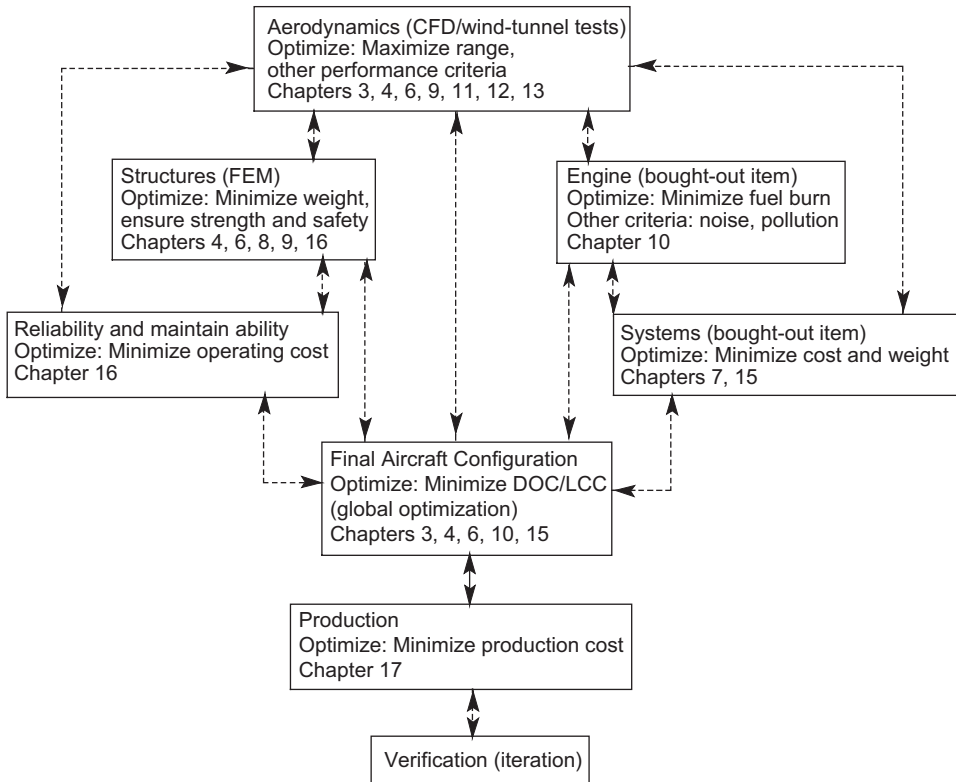 Aerodynamics (CFD/wind-tunnel tests)
Optimize: Maximize range,
other performance criteria
Chapters 3, 4, 6, 9, 11, 12, 13
Structures (FEM)
Optimize: Minimize weight,
ensure strength and safety
Chapters 4, 6, 8, 9, 16
Engine (bought-out item)
Optimize: Minimize fuel burn
Other criteria: noise, pollution
Chapter 10
Reliability and maintain ability
Optimize: Minimize operating cost
Chapter 16
Systems (bought-out item)
Optimize: Minimize cost and weight
Chapters 7, 15
Final Aircraft Configuration
Optimize: Minimize DOC/LCC
(global optimization)
Chapters 3, 4, 6, 10, 15
Production
Optimize: Minimize production cost
Chapter 17
Verification (iteration)